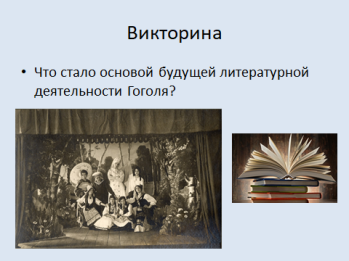 Викторина
• Что стало основой будущей литературной
деятельности Гоголя?